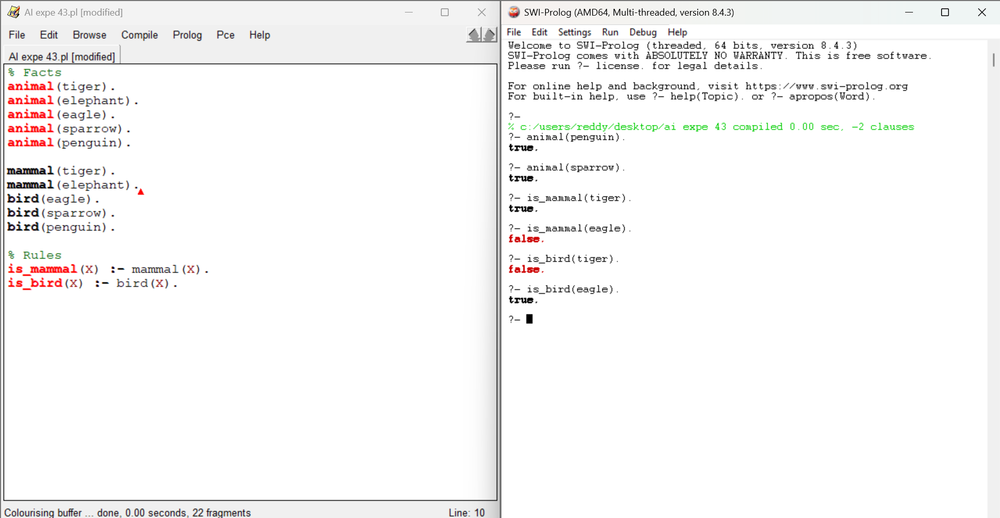 AI expe 43.pl [modified]
File Edit Browse Compile Prolog Pce Help
AI expe 43.pl [modified]
% Facts
animal(tiger).
animal(elephant).
animal(eagle).
animal(sparrow).
animal(penguin).
mammal(tiger).
mammal(elephant).
bird(eagle).
bird(sparrow).
bird(penguin).
% Rules
is_mammal(X) :- mammal(X).
is_bird(X) :- bird(X).
Colourising buffer ... done, 0.00 seconds, 22 fragments Line: 10
SWI-Prolog (AMD64, Multi-threaded, version 8.4.3)
File Edit Settings Run Debug Help
Welcome to SWI-Prolog (threaded, 64 bits, version 8.4.3)
SWI-Prolog comes with ABSOLUTELY NO WARRANTY. This is free software.
Please run ?- license. for legal details.
For online help and background, visit https://www.swi-prolog.org
For built-in help, use ?- help(Topic). or ?- apropos(Word).
?-
% c:/users/reddy/desktop/ai expe 43 compiled 0.00 sec, -2 clauses
?- animal(penguin).
true.
?- animal(sparrow).
true.
?- is_mammal(tiger).
true.
?- is_mammal(eagle).
false.
?- is_bird(tiger).
false.
?- is_bird(eagle).
true.
?-